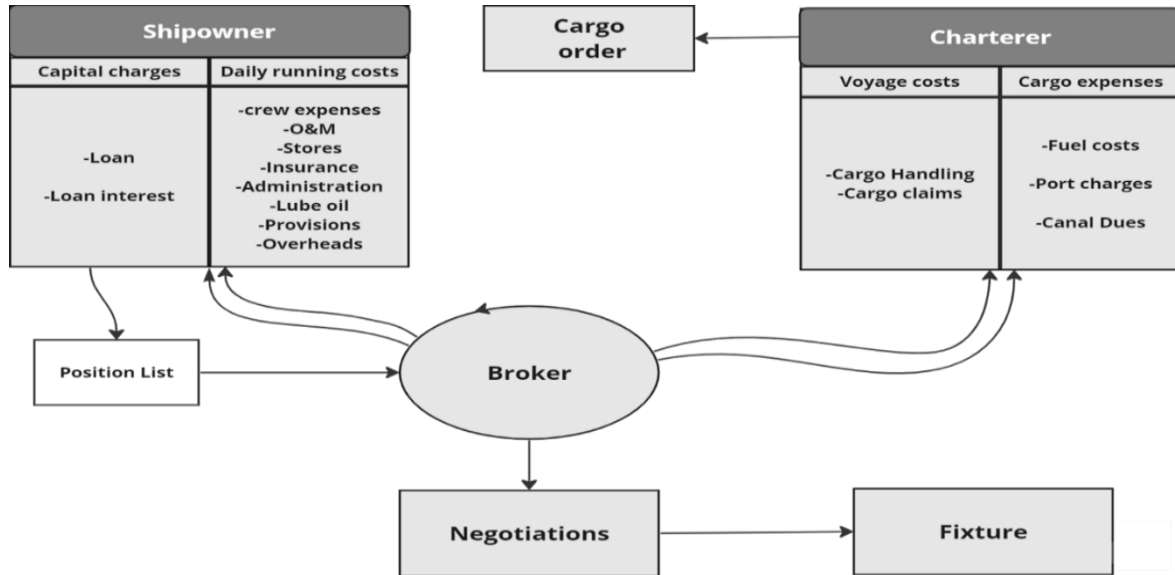 Shipowner
Capital charges
Daily running costs
-Loan
-Loan interest
-crew expenses
-O&M
-Stores
-Insurance
-Administration
-Lube oil
-Provisions
-Overheads
Cargo
order
Charterer
Voyage costs
Cargo expenses
-Cargo Handling
-Cargo claims
-Fuel costs
-Port charges
-Canal Dues
Position List
Broker
Negotiations
Fixture